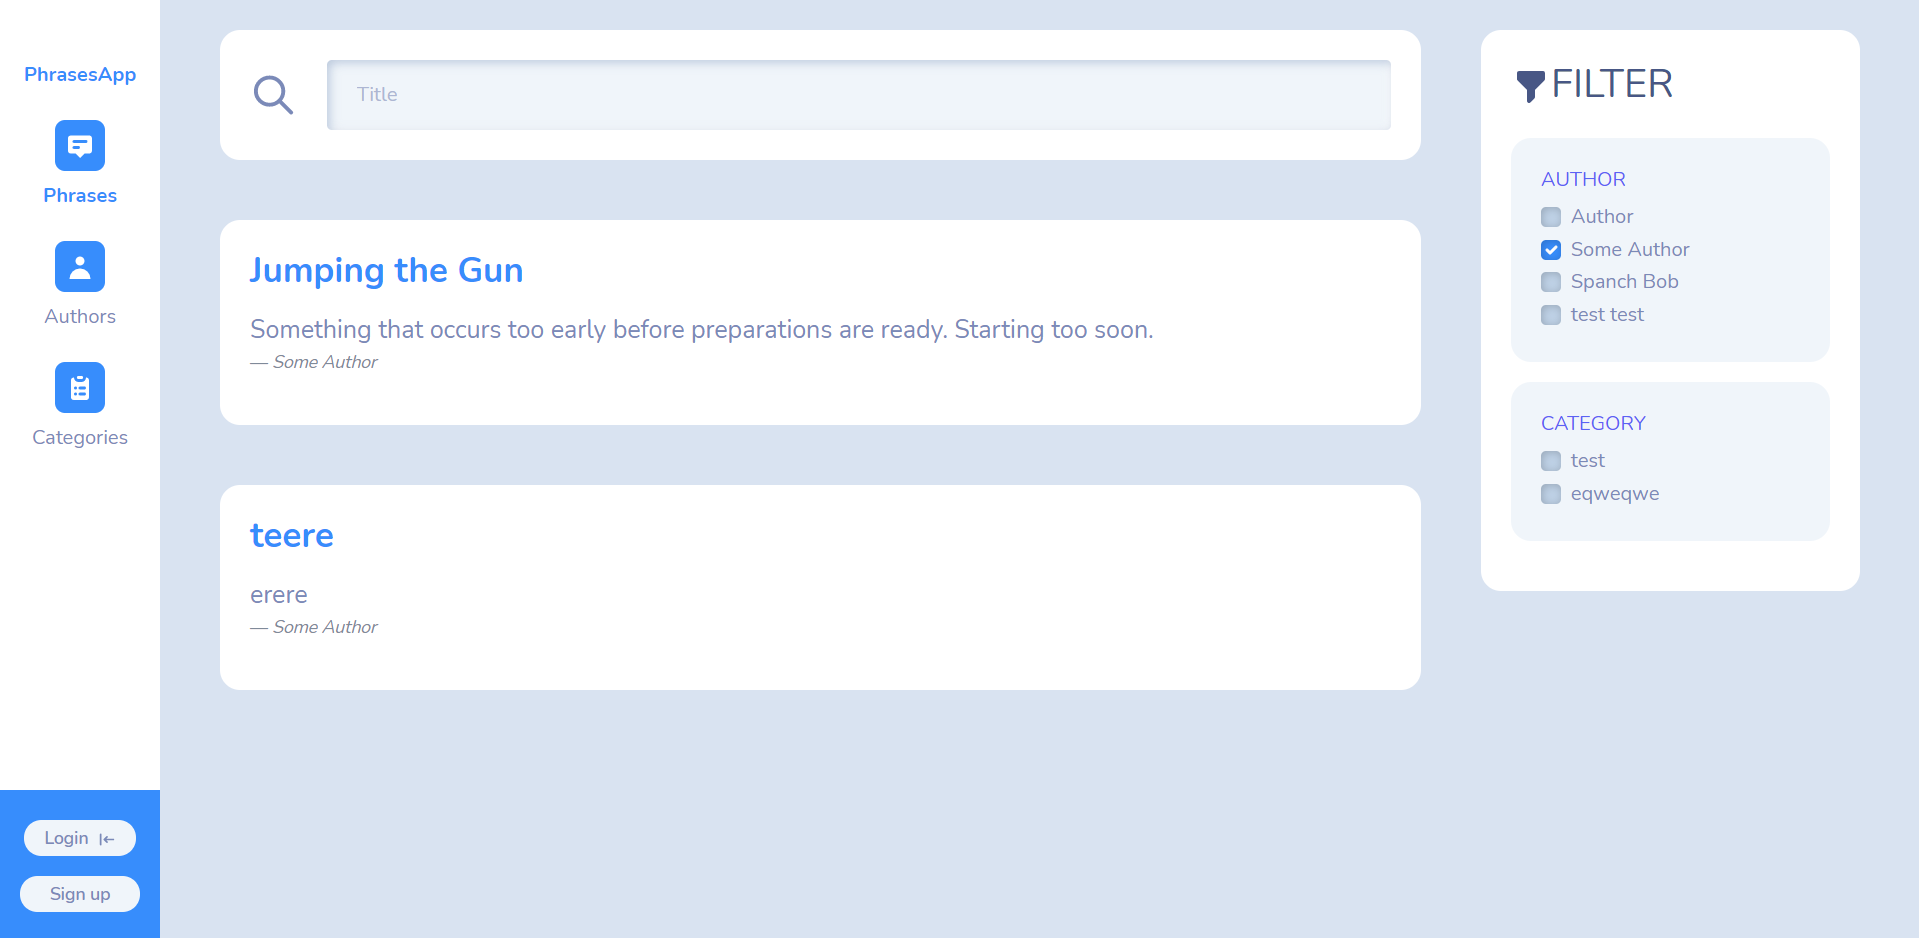 PhrasesApp
Phrases
Authors
Categories
Login
Sign up
Title
Jumping the Gun
Something that occurs too early before preparations are ready. Starting too soon.
— Some Author
teere
erere
— Some Author
FILTER
AUTHOR
Author
Some Author
Spanch Bob
test test
CATEGORY
test
eqweqwe